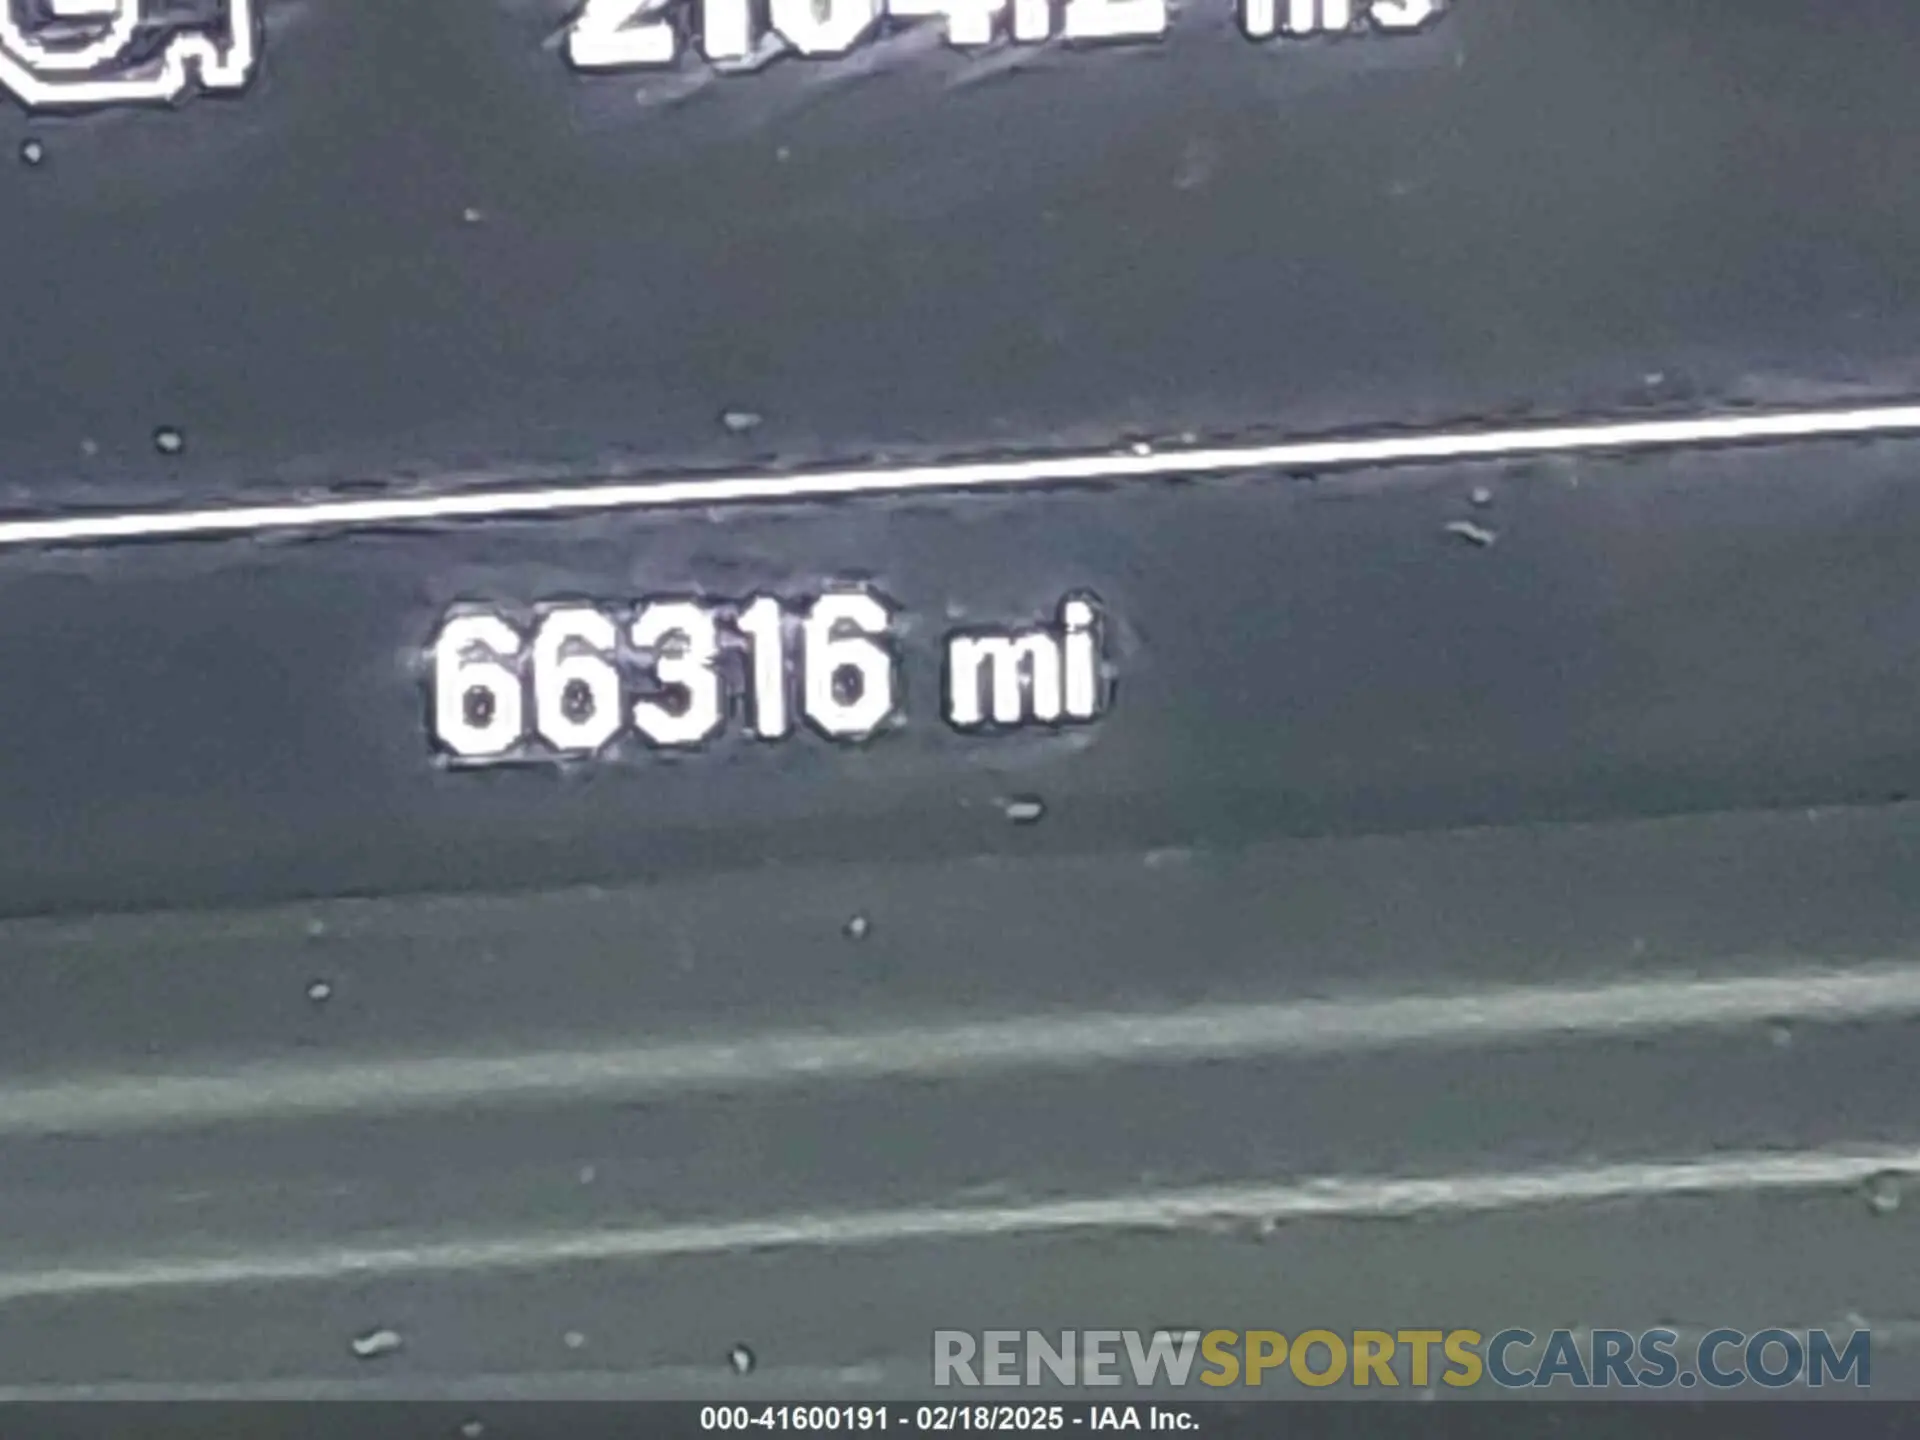 66316 mi
RENEWSPORTSCARS.COM
000-41600191 - 02/18/2025 - IAA Inc.